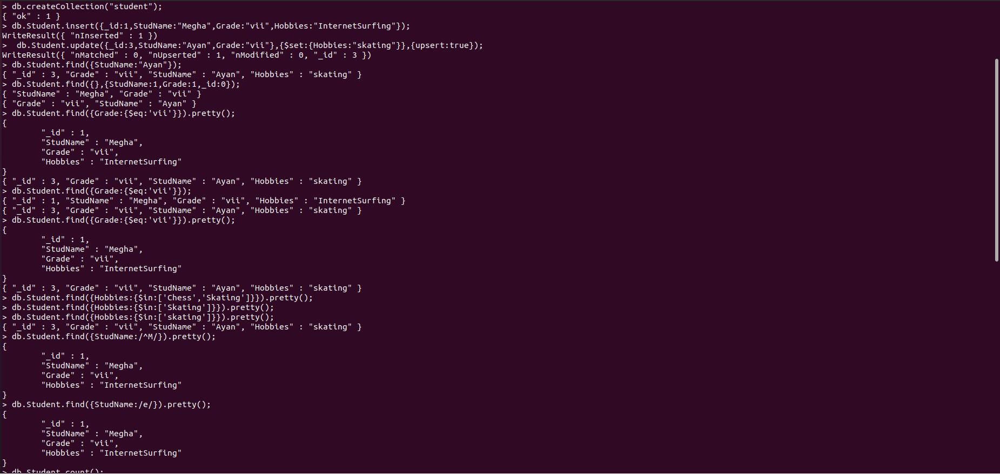 > db.createCollection("student");
{ "ok" : 1 }
> db.Student.insert({_id:1,StudName:"Megha",Grade:"vii",Hobbies:"InternetSurfing"});
WriteResult({ "nInserted" : 1 })
>  db.Student.update({_id:3,StudName:"Ayan",Grade:"vii"},{$set:{Hobbies:"skating"}},{upsert:true});
WriteResult({ "nMatched" : 0, "nUpserted" : 1, "nModified" : 0, "_id" : 3 })
> db.Student.find({StudName:"Ayan"});
{ "_id" : 3, "Grade" : "vii", "StudName" : "Ayan", "Hobbies" : "skating" }
> db.Student.find({},{StudName:1,Grade:1,_id:0});
{ "StudName" : "Megha", "Grade" : "vii" }
{ "Grade" : "vii", "StudName" : "Ayan" }
> db.Student.find({Grade:{$eq:'vii'}}).pretty();
{
        "_id" : 1,
        "StudName" : "Megha",
        "Grade" : "vii",
        "Hobbies" : "InternetSurfing"
}
{ "_id" : 3, "Grade" : "vii", "StudName" : "Ayan", "Hobbies" : "skating" }
> db.Student.find({Grade:{$eq:'vii'}});
{ "_id" : 1, "StudName" : "Megha", "Grade" : "vii", "Hobbies" : "InternetSurfing" }
{ "_id" : 3, "Grade" : "vii", "StudName" : "Ayan", "Hobbies" : "skating" }
> db.Student.find({Grade:{$eq:'vii'}}).pretty();
{
        "_id" : 1,
        "StudName" : "Megha",
        "Grade" : "vii",
        "Hobbies" : "InternetSurfing"
}
{ "_id" : 3, "Grade" : "vii", "StudName" : "Ayan", "Hobbies" : "skating" }
> db.Student.find({Hobbies:{$in:['Chess','Skating']}}).pretty();
> db.Student.find({Hobbies:{$in:['Skating']}}).pretty();
> db.Student.find({Hobbies:{$in:['skating']}}).pretty();
{ "_id" : 3, "Grade" : "vii", "StudName" : "Ayan", "Hobbies" : "skating" }
> db.Student.find({StudName:/^M/}).pretty();
{
        "_id" : 1,
        "StudName" : "Megha",
        "Grade" : "vii",
        "Hobbies" : "InternetSurfing"
}
> db.Student.find({StudName:/e/}).pretty();
{
        "_id" : 1,
        "StudName" : "Megha",
        "Grade" : "vii",
        "Hobbies" : "InternetSurfing"
}
> db.Student.count();